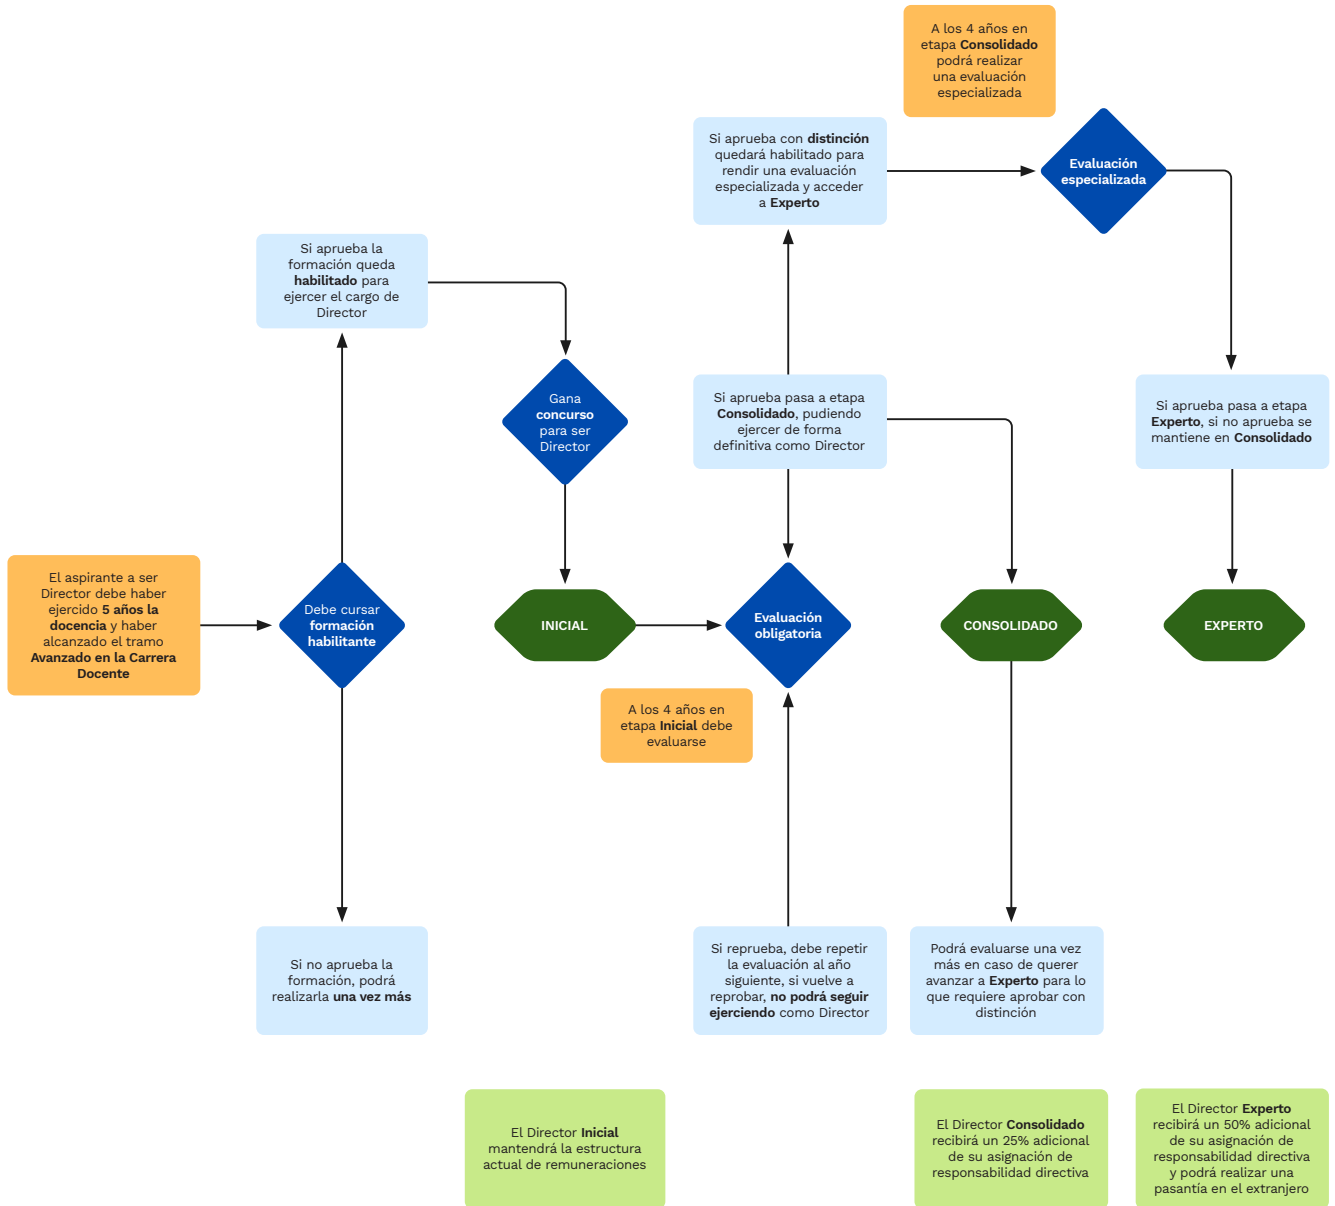 A los 4 años en
etapa Consolidado
podrá realizar
una evaluación
especializada
Si aprueba con distinción
quedará habilitado para
rendir una evaluación
especializada y acceder
a Experto
Evaluación
especializada
Si aprueba la
formación queda
habilitado para
ejercer el cargo de
Director
Gana
concurso
para ser
Director
Si aprueba pasa a etapa
Consolidado, pudiendo
ejercer de forma
definitiva como Director
Si aprueba pasa a etapa
Experto, si no aprueba se
mantiene en Consolidado
El aspirante a ser
Director debe haber
ejercido 5 años la
docencia y haber
alcanzado el tramo
Avanzado en la Carrera
Docente
Debe cursar
formación
habilitante
INICIAL
Evaluación
obligatoria
CONSOLIDADO
EXPERTO
A los 4 años en
etapa Inicial debe
evaluarse
Si no aprueba la
formación, podrá
realizarla una vez más
Si reprueba, debe repetir
la evaluación al año
siguiente, si vuelve a
reprobar, no podrá seguir
ejerciendo como Director
Podrá evaluarse una vez
más en caso de querer
avanzar a Experto para lo
que requiere aprobar con
distinción
El Director Inicial
mantendrá la estructura
actual de remuneraciones
El Director Consolidado
recibirá un 25% adicional
de su asignación de
responsabilidad directiva
El Director Experto
recibirá un 50% adicional
de su asignación de
responsabilidad directiva
y podrá realizar una
pasantía en el extranjero